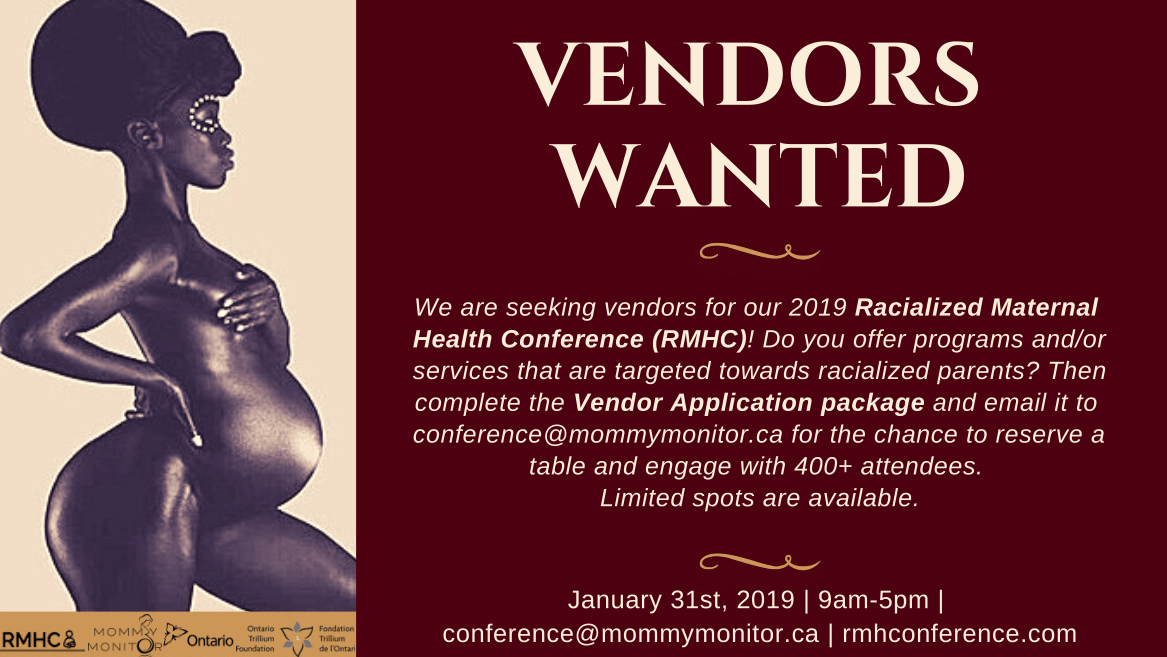 VENDORS
WANTED
We are seeking vendors for our 2019 Racialized Maternal
Health Conference (RMHC)! Do you offer programs and/or
services that are targeted towards racialized parents? Then
complete the Vendor Application package and email it to
conference@mommymonitor.ca for the chance to reserve a
table and engage with 400+ attendees.
Limited spots are available.
January 31st, 2019 | 9am-5pm |
conference@mommymonitor.ca | rmhconference.com
RMHC
MOMMY
MONITOR
Ontario
Ontario
Trillium
Foundation
Fondation
Trillium
de l'Ontari